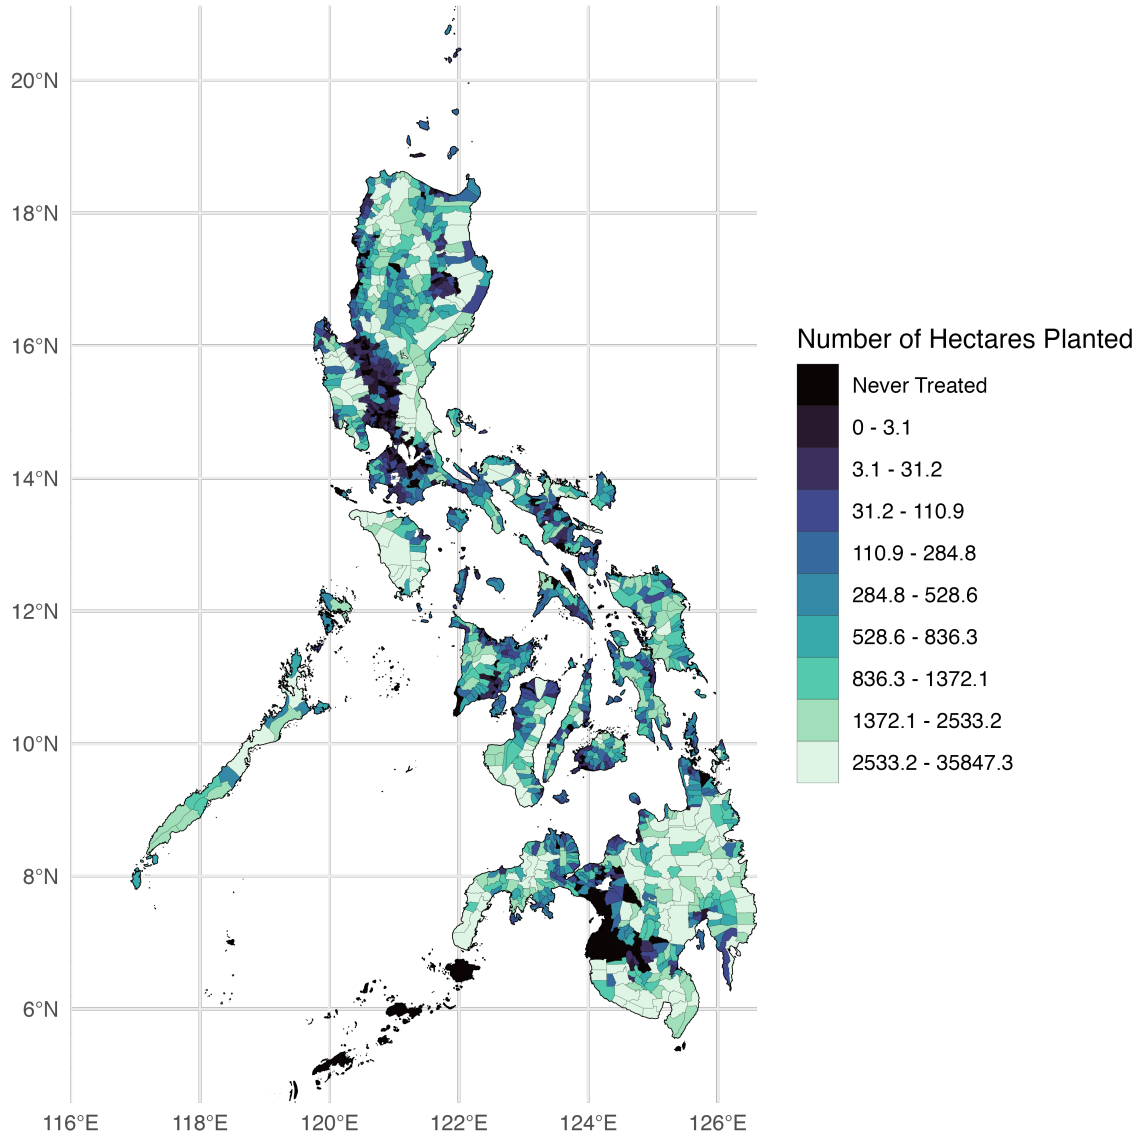 20°N
18°N
16°N
14°N
12°N
10°N
8°N
6°N
116°E 118°E 120°E 122°E 124°E 126°E
Number of Hectares Planted
Never Treated
0 - 3.1
3.1 - 31.2
31.2 - 110.9
110.9 - 284.8
284.8 - 528.6
528.6 - 836.3
836.3 - 1372.1
1372.1 - 2533.2
2533.2 - 35847.3